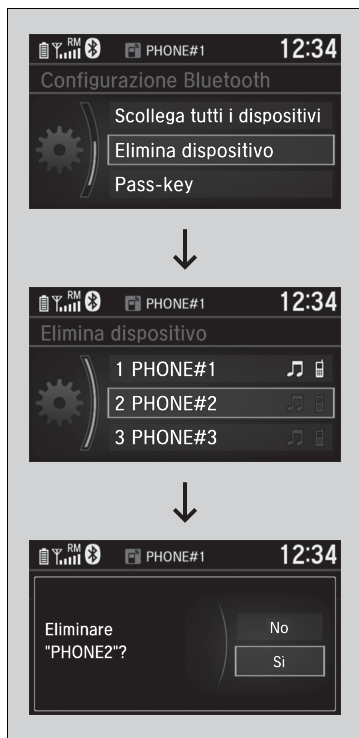 RM PHONE#1 12:34
Configurazione Bluetooth
Scollega tutti i dispositivi
Elimina dispositivo
Pass-key
RM PHONE#1 12:34
Elimina dispositivo
1 PHONE#1
2 PHONE#2
3 PHONE#3
RM PHONE#1 12:34
Eliminare
"PHONE2"?
No
Sì